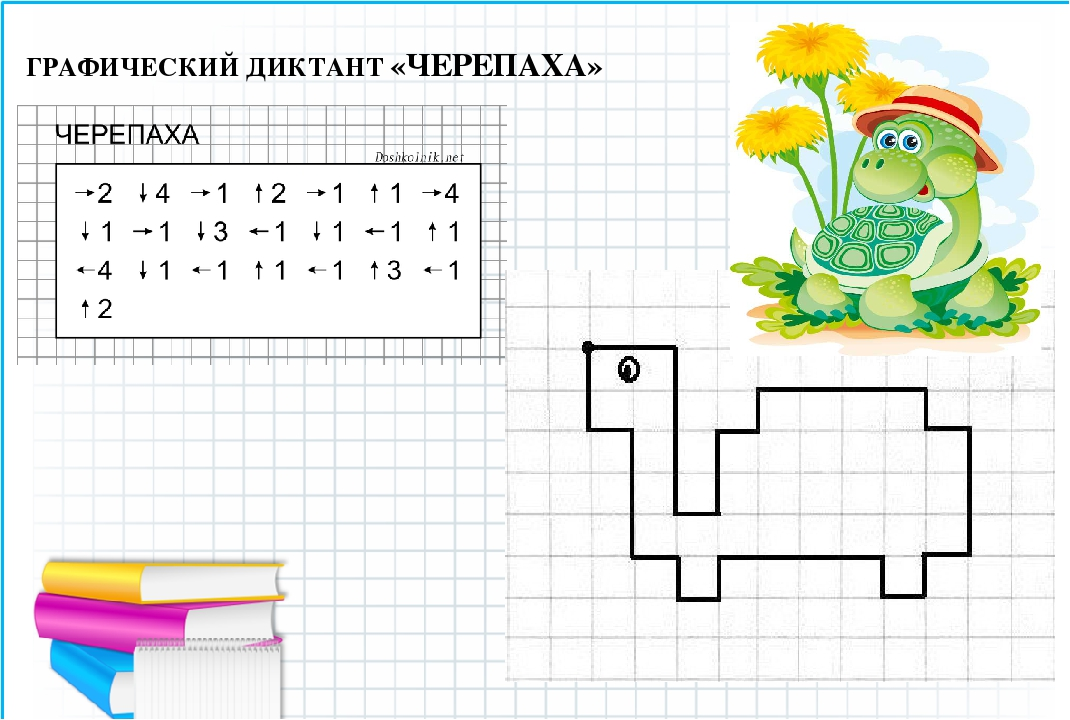 ГРАФИЧЕСКИЙ ДИКТАНТ «ЧЕРЕПАХА»
ЧЕРЕПАХА
Doshkolnik.net
→2 ↓4 →1 ↑2 →1 ↑1 →4
↓1 →1 ↓3 ←1 ↓1 ←1 ↑1
←4 ↓1 ←1 ↑1 ←1 ↑3 ←1
↑2